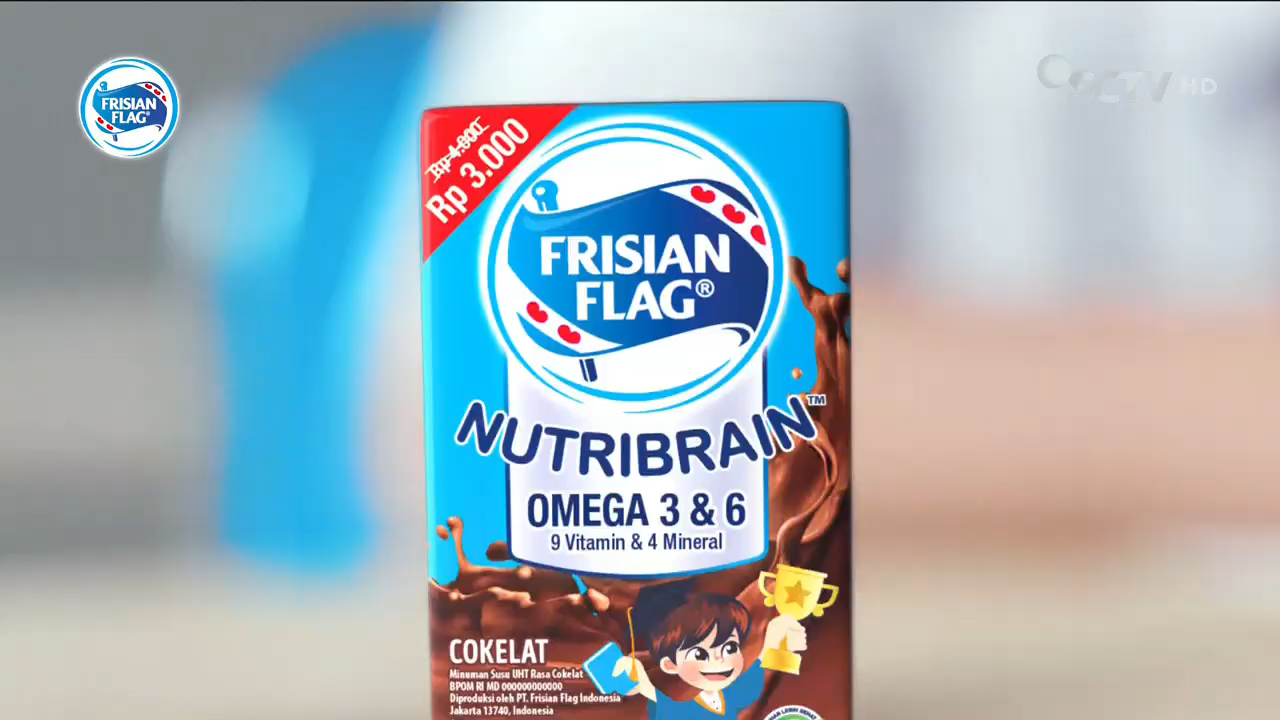 FRISIAN
FLAG®
HD
Rp 4.000
Rp 3.000
FRISIAN
FLAG®
NUTRIBRAIN™
OMEGA 3 & 6
9 Vitamin & 4 Mineral
COKELAT
Minuman Susu UHT Rasa Cokelat
BPOM RI MD 000000000000
Diproduksi oleh PT. Frisian Flag Indonesia
Jakarta 13740, Indonesia